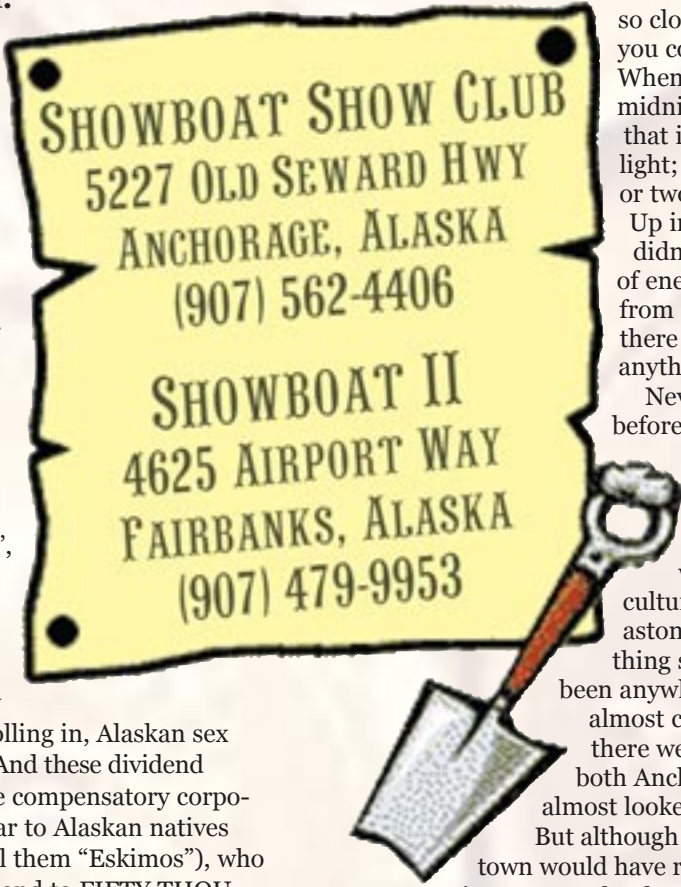 SHOWBOAT SHOW CLUB
5227 OLD SEWARD HWY
ANCHORAGE, ALASKA
(907) 562-4406
SHOWBOAT II
4625 AIRPORT WAY
FAIRBANKS, ALASKA
(907) 479-9953
olling in, Alaskan sex
And these dividend
e compensatory corpo-
ar to Alaskan natives
l them “Eskimos”), who
so clo
you co
When
midni
that i
light;
or two
Up in
didn
of ene
from
there
anyth
Nev
before
cultur
aston
thing s
been anywh
almost c
there we
both Anch
almost looke
But although
town would have r